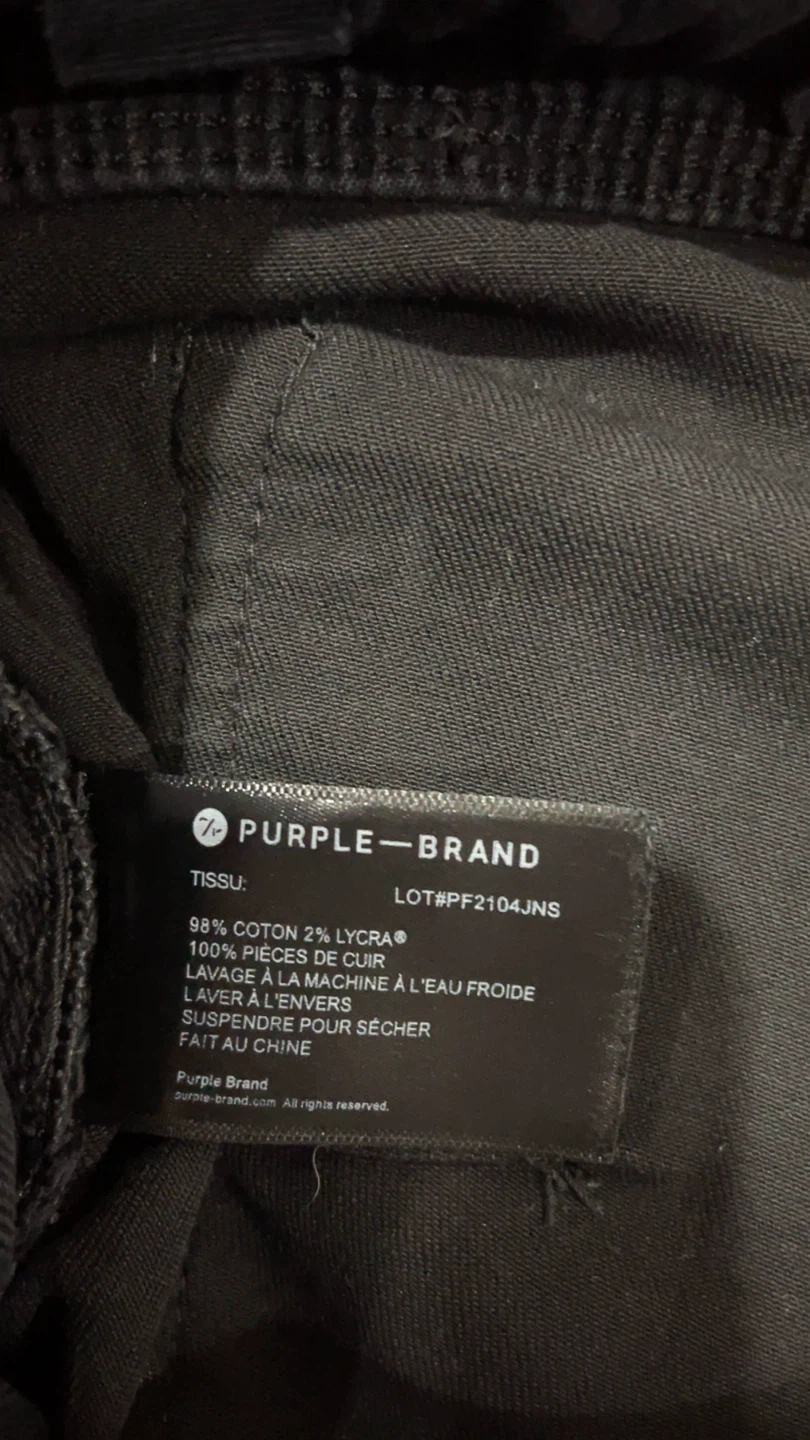 PURPLE—BRAND
TISSU:
LOT#PF2104JNS
98% COTON 2% LYCRA®
100% PIÈCES DE CUIR
LAVAGE À LA MACHINE À L'EAU FROIDE
LAVER À L'ENVERS
SUSPENDRE POUR SÉCHER
FAIT AU CHINE
Purple Brand
purple-brand.com All rights reserved.